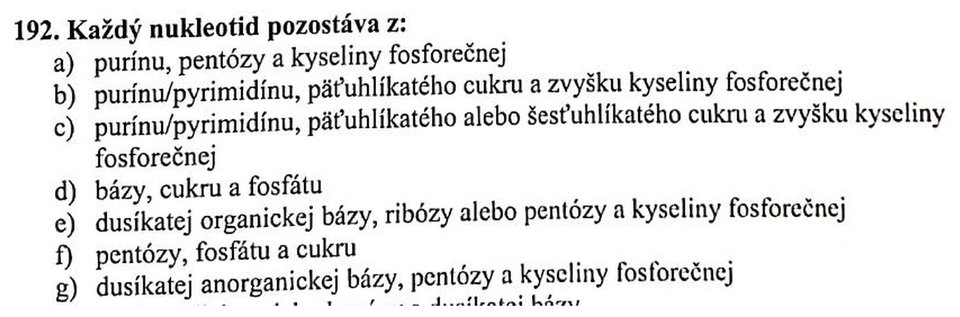 192. Každý nukleotid pozostáva z:
a) purínu, pentózy a kyseliny fosforečnej
b) purínu/pyrimidínu, päťuhlíkatého cukru a zvyšku kyseliny fosforečnej
c) purínu/pyrimidínu, päťuhlíkatého alebo šesťuhlíkatého cukru a zvyšku kyseliny
fosforečnej
d) bázy, cukru a fosfátu
e) dusíkatej organickej bázy, ribózy alebo pentózy a kyseliny fosforečnej
f) pentózy, fosfátu a cukru
g) dusíkatej anorganickej bázy, pentózy a kyseliny fosforečnej